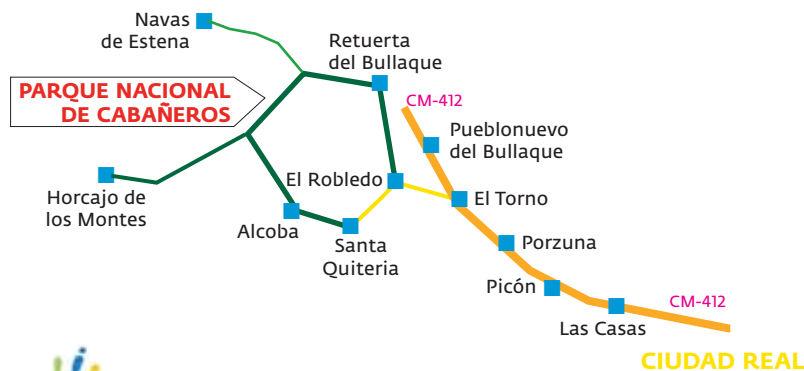 Navas
de Estena
Retuerta
del Bullaque
PARQUE NACIONAL
DE CABAÑEROS
CM-412
Pueblonuevo
del Bullaque
Horcajo de
los Montes
El Robledo
El Torno
Alcoba
Santa
Quiteria
Porzuna
Picón
CM-412
Las Casas
CIUDAD REAL